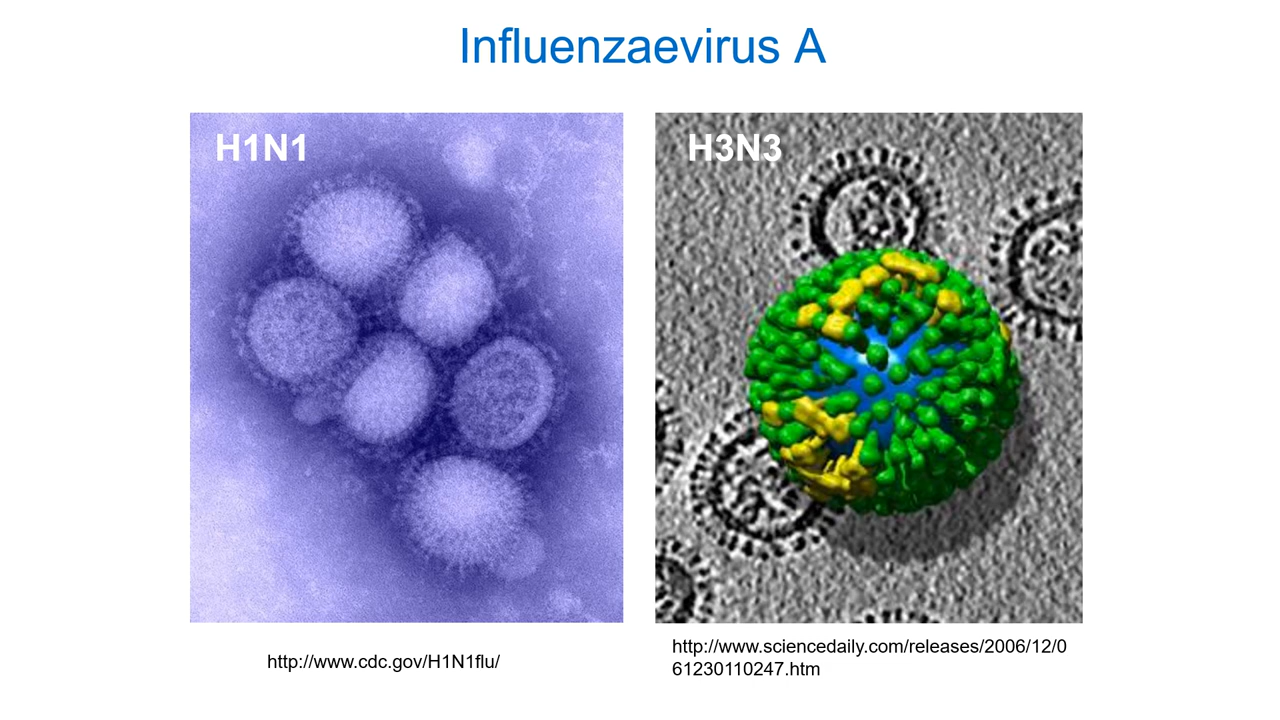 Influenzaevirus A
H1N1
H3N3
http://www.cdc.gov/H1N1flu/
http://www.sciencedaily.com/releases/2006/12/0
61230110247.htm